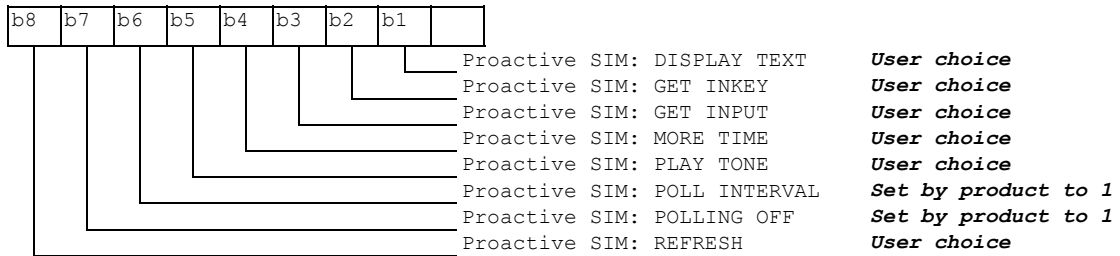 b8 b7 b6 b5 b4 b3 b2 b1
Proactive SIM: DISPLAY TEXT User choice
Proactive SIM: GET INKEY User choice
Proactive SIM: GET INPUT User choice
Proactive SIM: MORE TIME User choice
Proactive SIM: PLAY TONE User choice
Proactive SIM: POLL INTERVAL Set by product to 1
Proactive SIM: POLLING OFF Set by product to 1
Proactive SIM: REFRESH User choice